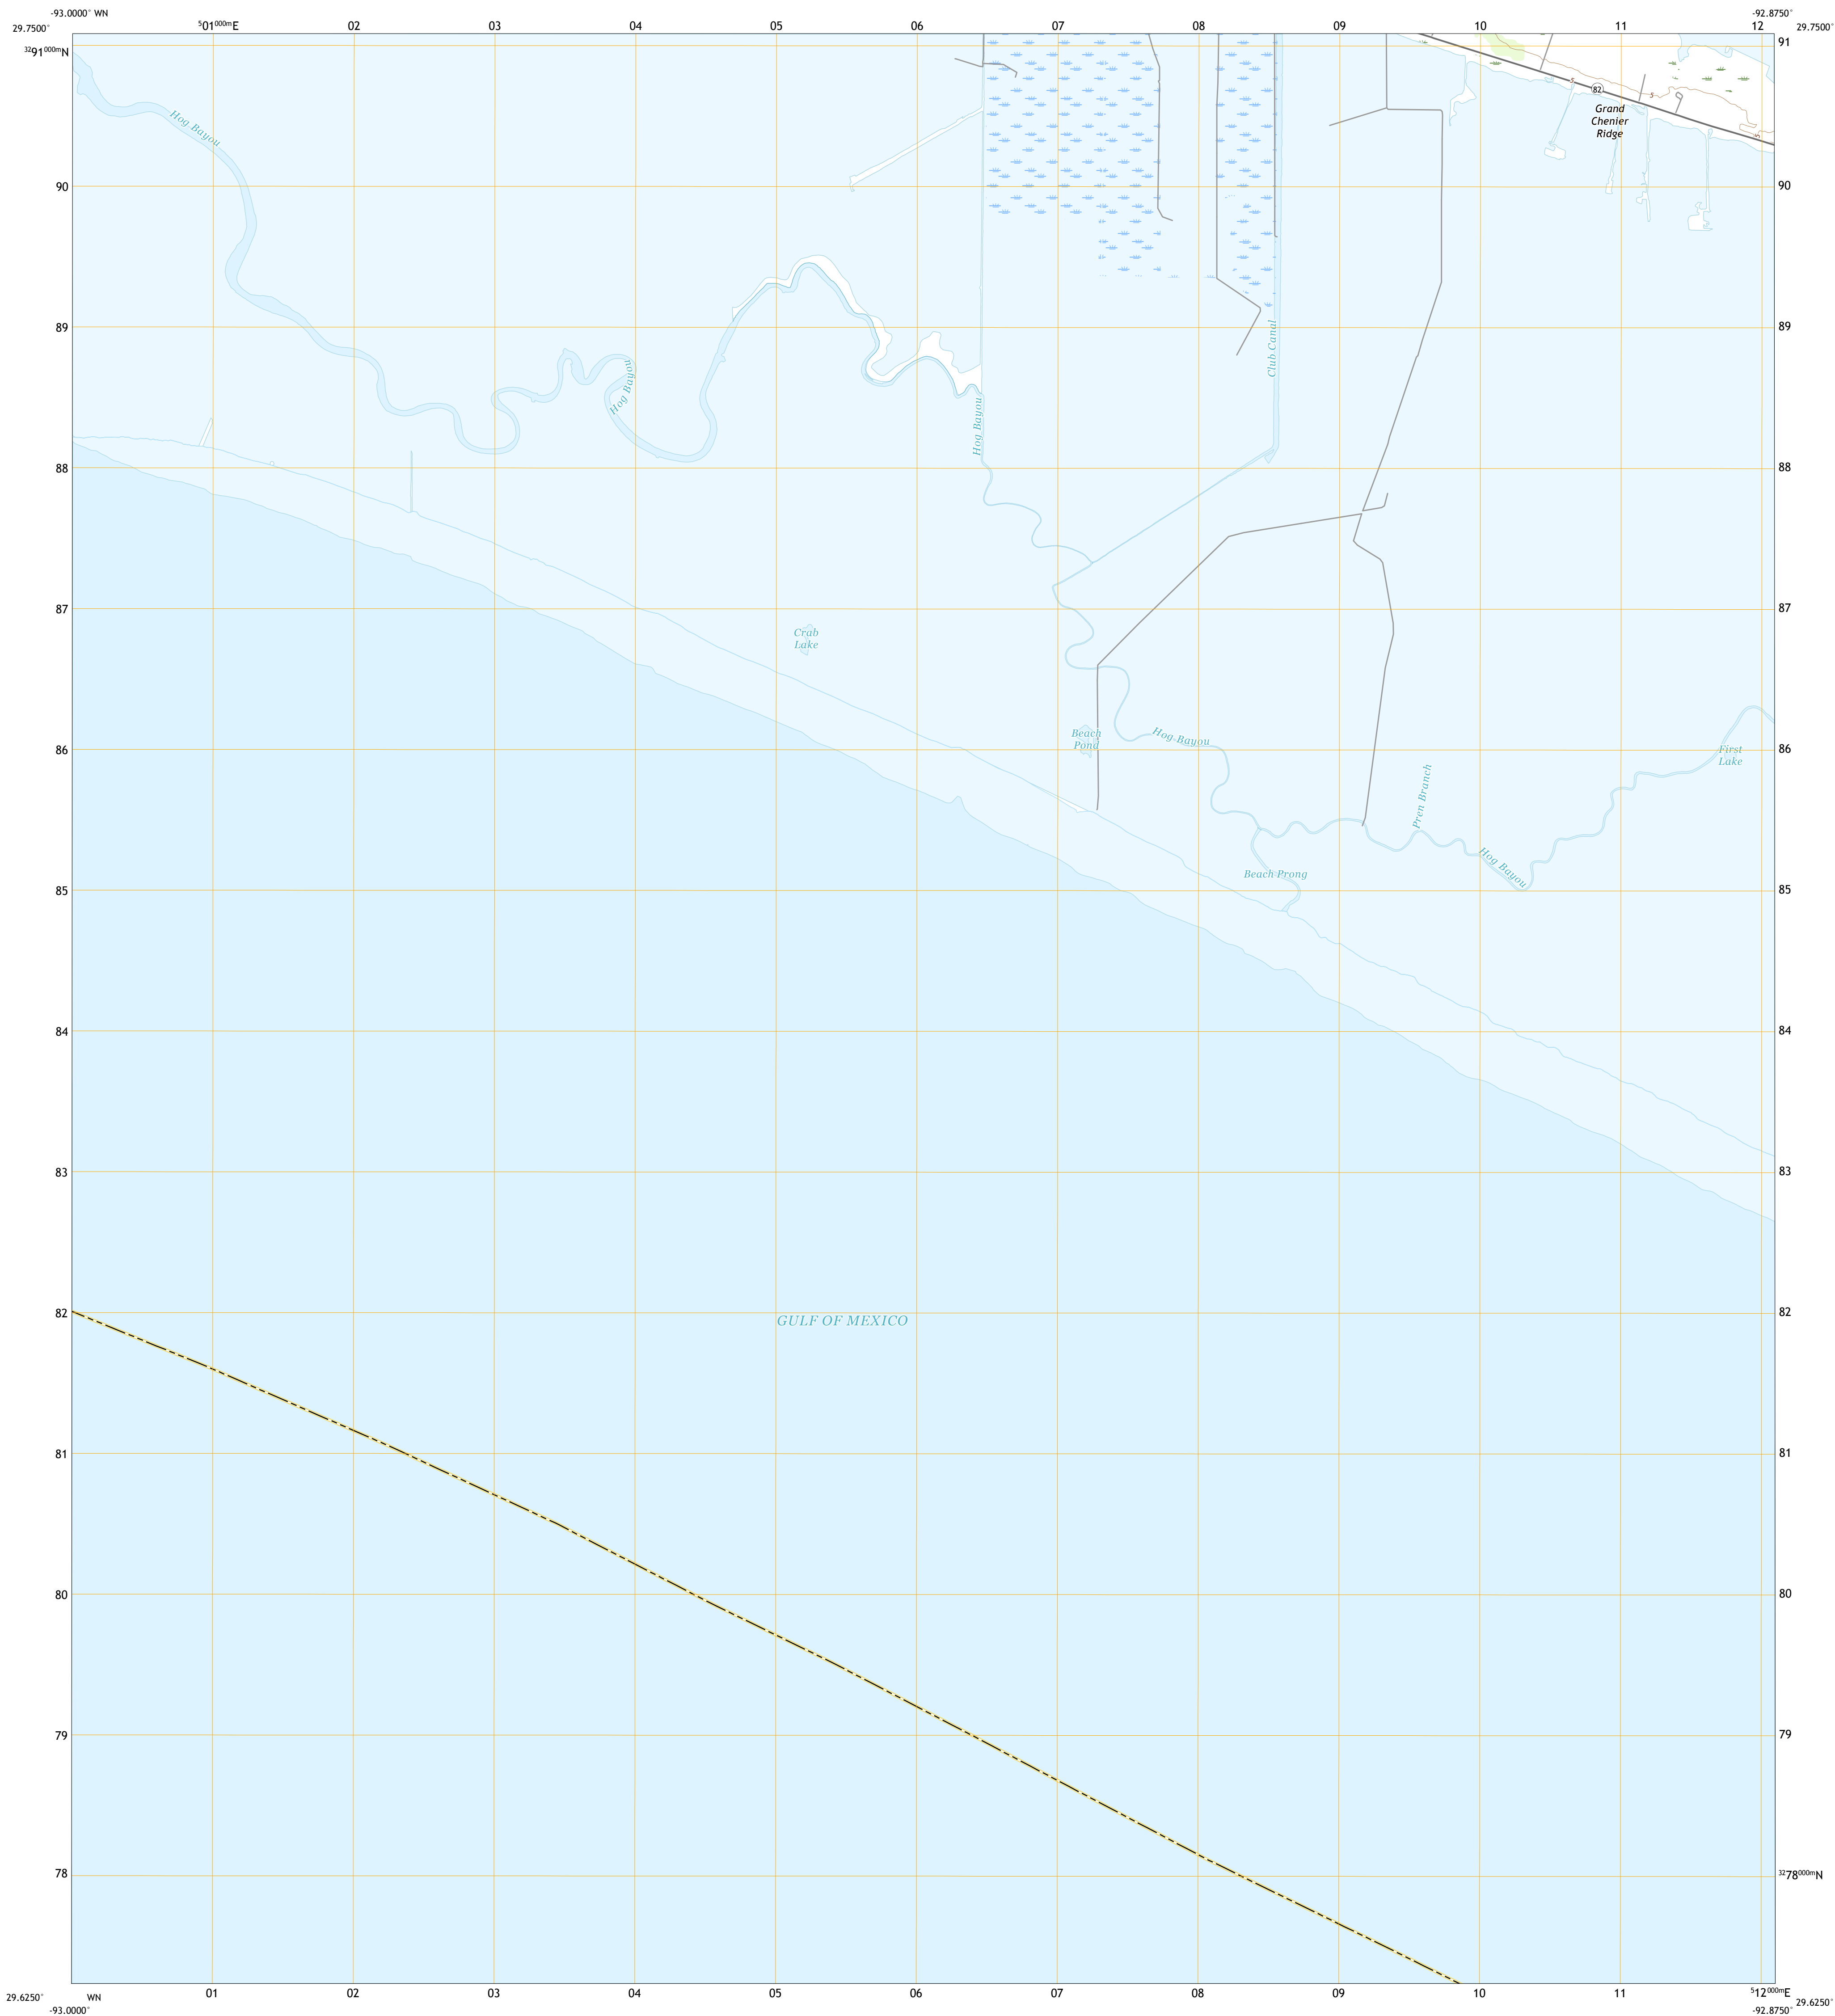 -93.0000° WN
-92.8750°
29.7500°
501000mE 02 03 04 05 06 07 08 09 10 11 12
29.7500°
3291000mN
91
82
5
5
5
Grand
Chenier
Ridge
Hog Bayou
90
90
89
89
Club Canal
Hog Bayou
Hog Bayou
88
88
87
87
Crab
Lake
Beach
Pond
Hog Bayou
86
86
First
Lake
Pren Branch
Hog Bayou
Beach Prong
85
85
84
84
83
83
82
82
GULF OF MEXICO
81
81
80
80
79
79
78
3278000mN
29.6250°
WN
01 02 03 04 05 06 07 08 09 10 11 512000mE
29.6250°
-93.0000°
-92.8750°